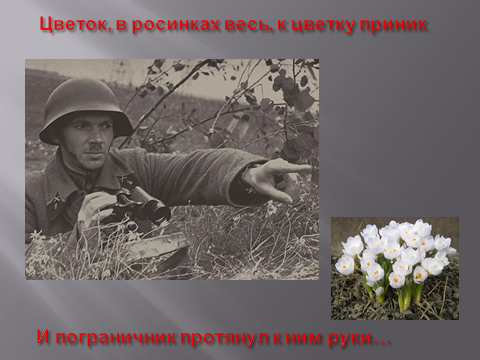 Цветок, в росинках весь, к цветку приник
И пограничник протянул к ним руки…